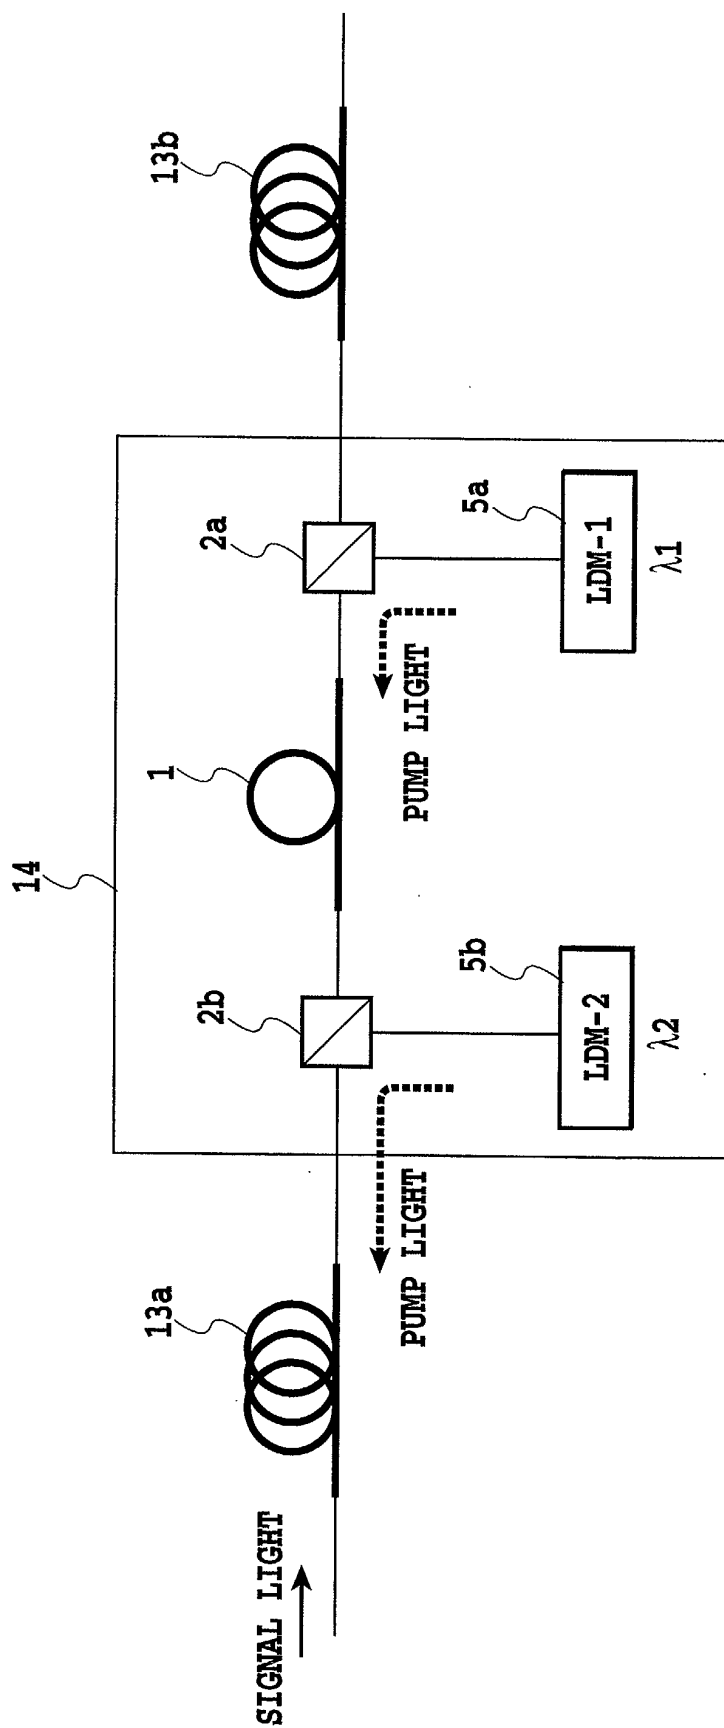 14
SIGNAL LIGHT
13a
2b
1
2a
13b
PUMP LIGHT
PUMP LIGHT
5b
5a
LDM-2
LDM-1
λ2
λ1